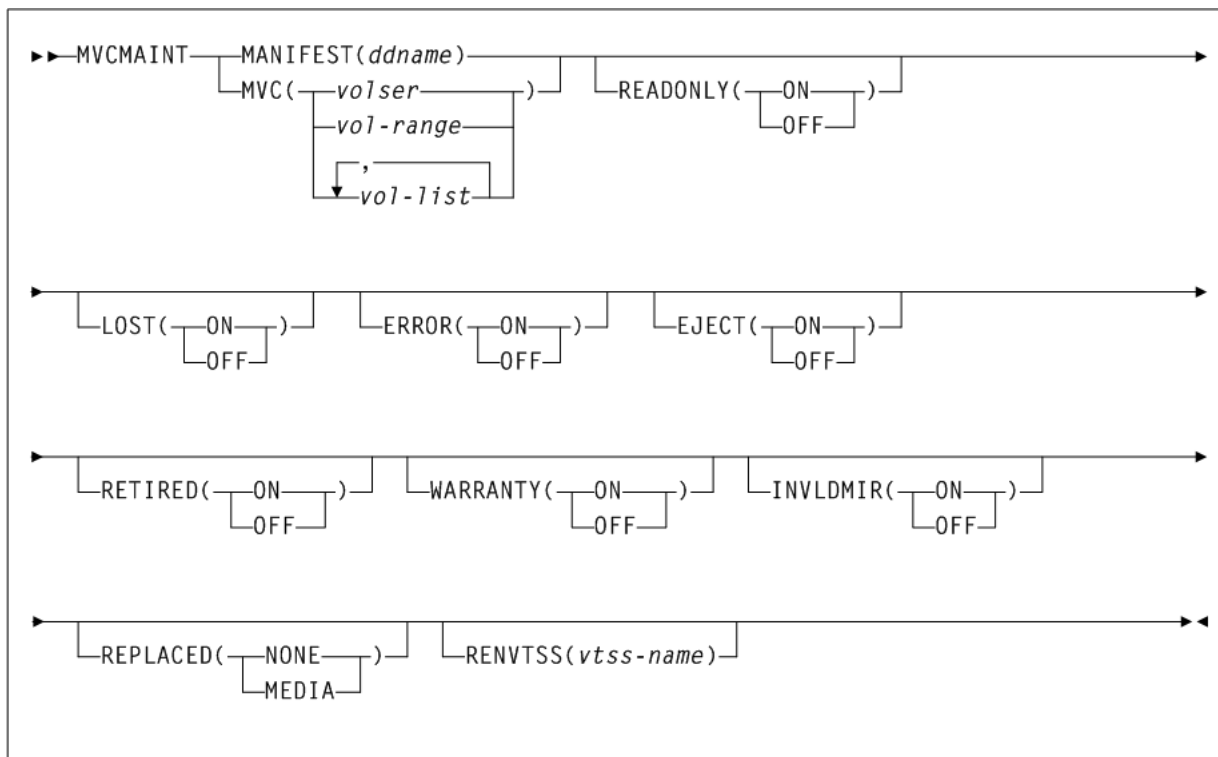 MVCMAINT MANIFEST(ddname) READONLY( ON )
MVC( volser ) OFF
vol-range
,
vol-list
LOST( ON ) ERROR( ON ) EJECT( ON )
OFF OFF OFF
RETIRED( ON ) WARRANTY( ON ) INVLDMIR( ON )
OFF OFF OFF
REPLACED( NONE ) RENVTSS(vtss-name)
MEDIA